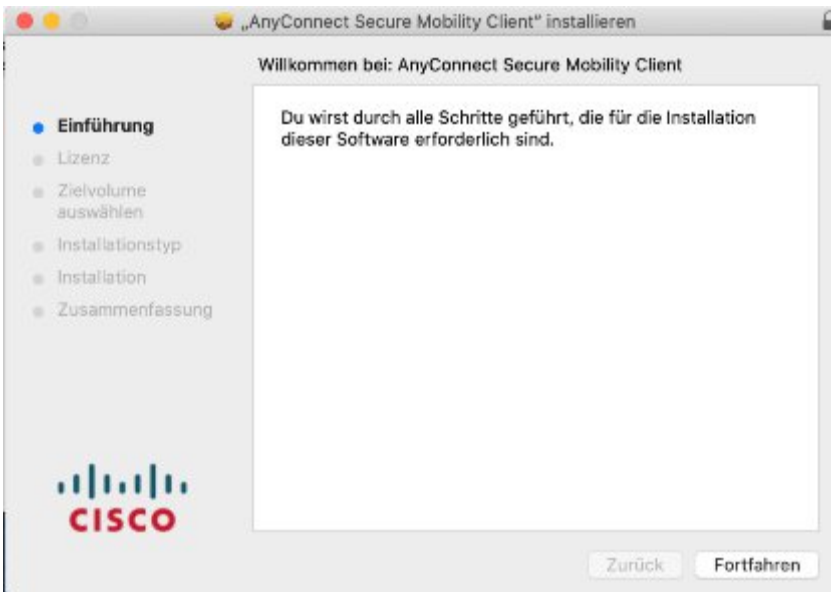 „AnyConnect Secure Mobility Client“ installieren
Willkommen bei: AnyConnect Secure Mobility Client
Du wirst durch alle Schritte geführt, die für die Installation
dieser Software erforderlich sind.
Einführung
Lizenz
Zielvolume
auswählen
Installationstyp
Installation
Zusammenfassung
CISCO
Zurück
Fortfahren